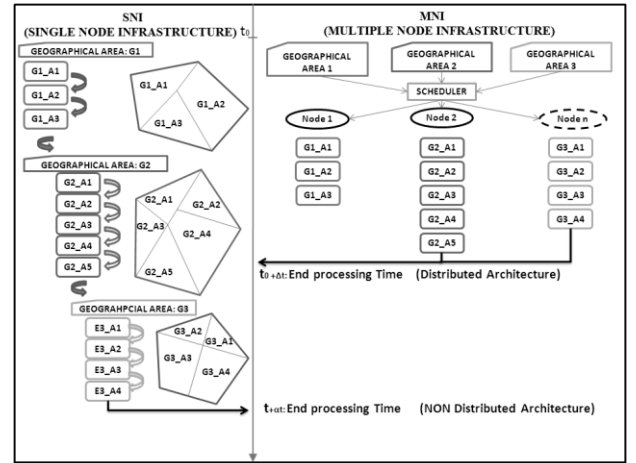 SNI
(SINGLE NODE INFRASTRUCTURE)
t0
MNI
(MULTIPLE NODE INFRASTRUCTURE)
GEOGRAPHICAL AREA: G1
G1_A1
G1_A2
G1_A3
G1_A1
G1_A2
G1_A3
GEOGRAPHICAL AREA: G2
G2_A1
G2_A2
G2_A3
G2_A4
G2_A5
G2_A1
G2_A2
G2_A3
G2_A4
G2_A5
GEOGRAHPCIAL AREA: G3
E3_A1
E3_A2
E3_A3
E3_A4
G3_A2
G3_A1
G3_A3
G3_A4
GEOGRAPHICAL
AREA 1
GEOGRAPHICAL
AREA 2
GEOGRAPHICAL
AREA 3
SCHEDULER
Node 1
Node 2
Node n
G1_A1
G1_A2
G1_A3
G2_A1
G2_A2
G2_A3
G2_A4
G2_A5
G3_A1
G3_A2
G3_A3
G3_A4
t0 +Δt: End processing Time (Distributed Architecture)
t+αt: End processing Time (NON Distributed Architecture)